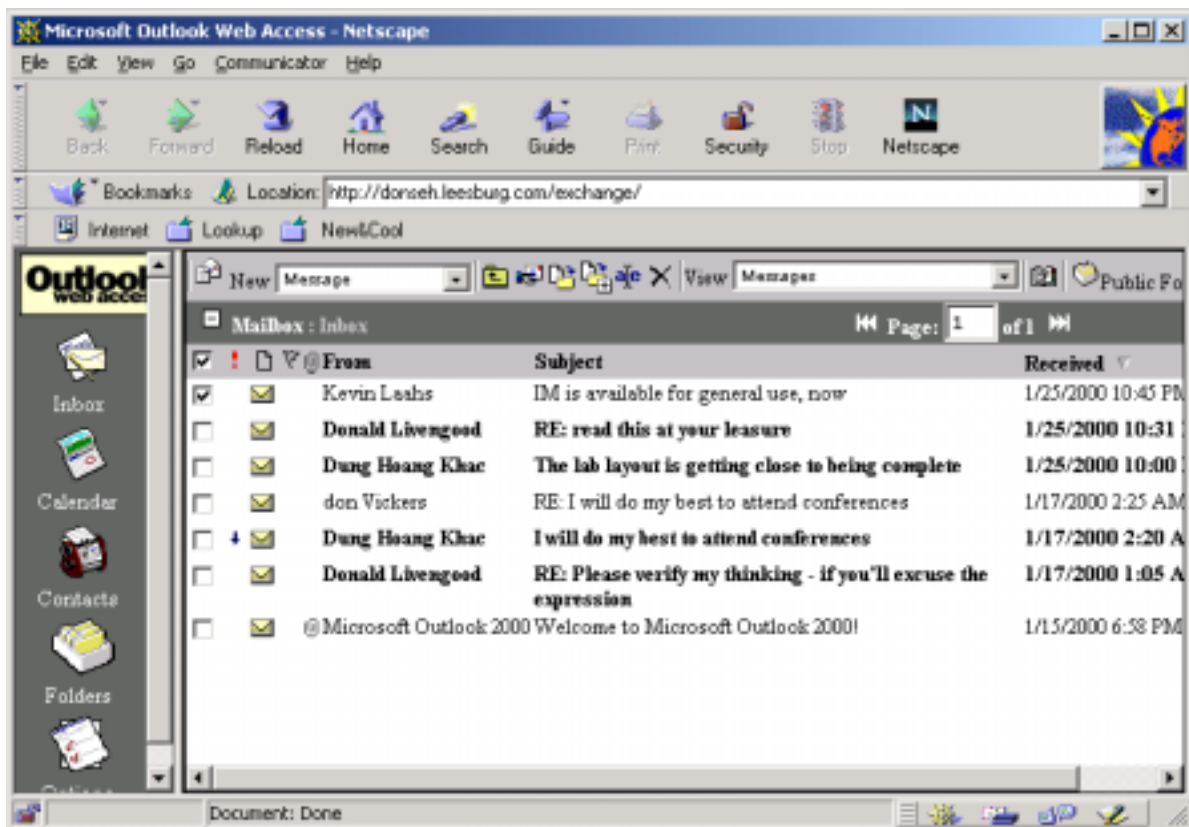 Microsoft Outlook Web Access - Netscape
File Edit View Go Communicator Help
Back Forward Reload Home Search Guide Print Security Stop Netscape
Bookmarks Location: http://donseh.leesburg.com/exchange/
Internet Lookup New&Cool
Outlook
web access
New Message View Messages Public Fo
Mailbox : Inbox Page: 1 of 1
! @ From Subject Received
Kevin Laahs IM is available for general use, now 1/25/2000 10:45 PM
Donald Livengood RE: read this at your leasure 1/25/2000 10:31
Dung Hoang Khac The lab layout is getting close to being complete 1/25/2000 10:00
don Vickers RE: I will do my best to attend conferences 1/17/2000 2:25 AM
Dung Hoang Khac I will do my best to attend conferences 1/17/2000 2:20 A
Donald Livengood RE: Please verify my thinking - if you'll excuse the 1/17/2000 1:05 A
expression
@ Microsoft Outlook 2000 Welcome to Microsoft Outlook 2000! 1/15/2000 6:58 PM
Inbox
Calendar
Contacts
Folders
Options
Document: Done